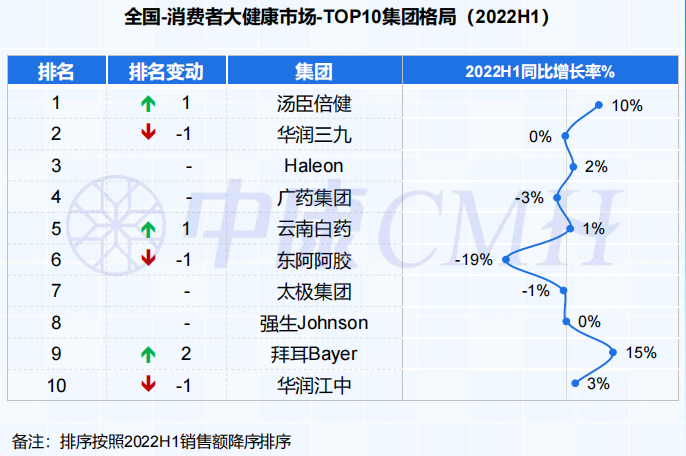 全国-消费者大健康市场-TOP10集团格局（2022H1）
排名 排名变动 集团 2022H1同比增长率%
1 1 汤臣倍健 10%
2 -1 华润三九 0%
3 - Haleon 2%
4 - 广药集团 -3%
5 1 云南白药 1%
6 -1 东阿阿胶 -19%
7 - 太极集团 -1%
8 - 强生Johnson 0%
9 2 拜耳Bayer 15%
10 -1 华润江中 3%
中康CMH
备注：排序按照2022H1销售额降序排序